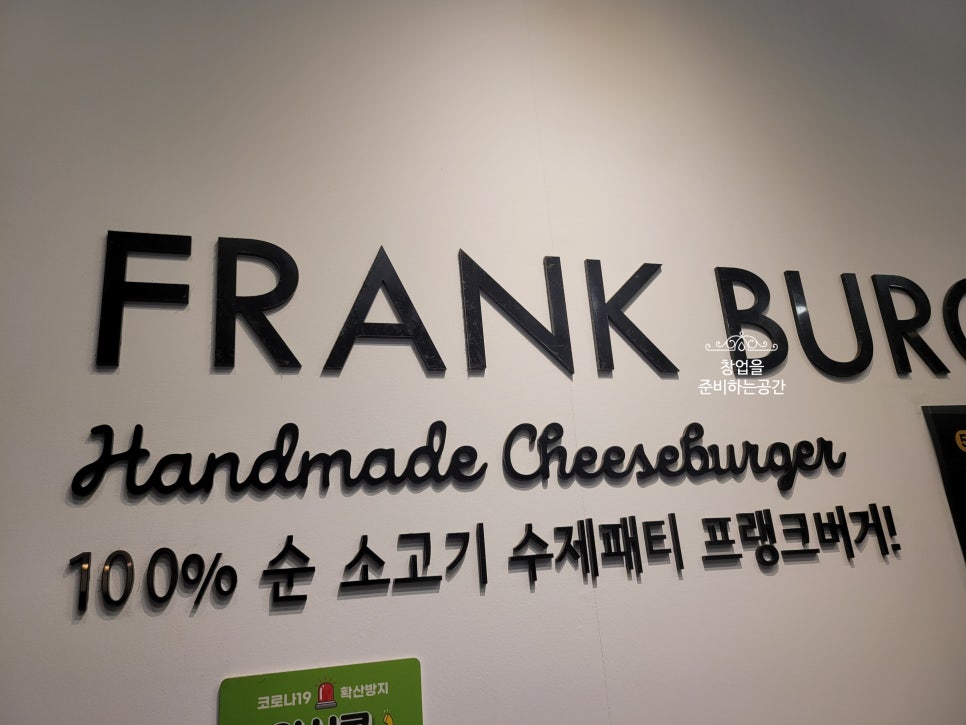 FRANK BURG
창업을
준비하는공간
Handmade Cheeseburger
100% 순 소고기 수제패티 프랭크버거!
코로나19 확산방지